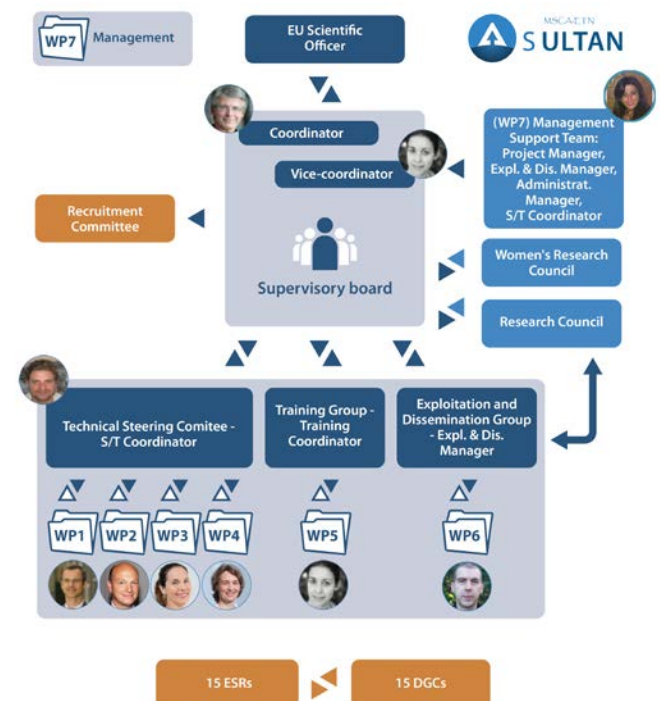 WP7
Management
EU Scientific
Officer
MSCA-ETN
SULTAN
Coordinator
Vice-coordinator
(WP7) Management
Support Team:
Project Manager,
Expl. & Dis. Manager,
Administrat.
Manager,
S/T Coordinator
Recruitment
Committee
Supervisory board
Women's Research
Council
Research Council
Technical Steering Comitee -
S/T Coordinator
Training Group -
Training
Coordinator
Exploitation and
Dissemination Group
- Expl. & Dis.
Manager
WP1
WP2
WP3
WP4
WP5
WP6
15 ESRs
15 DGCs